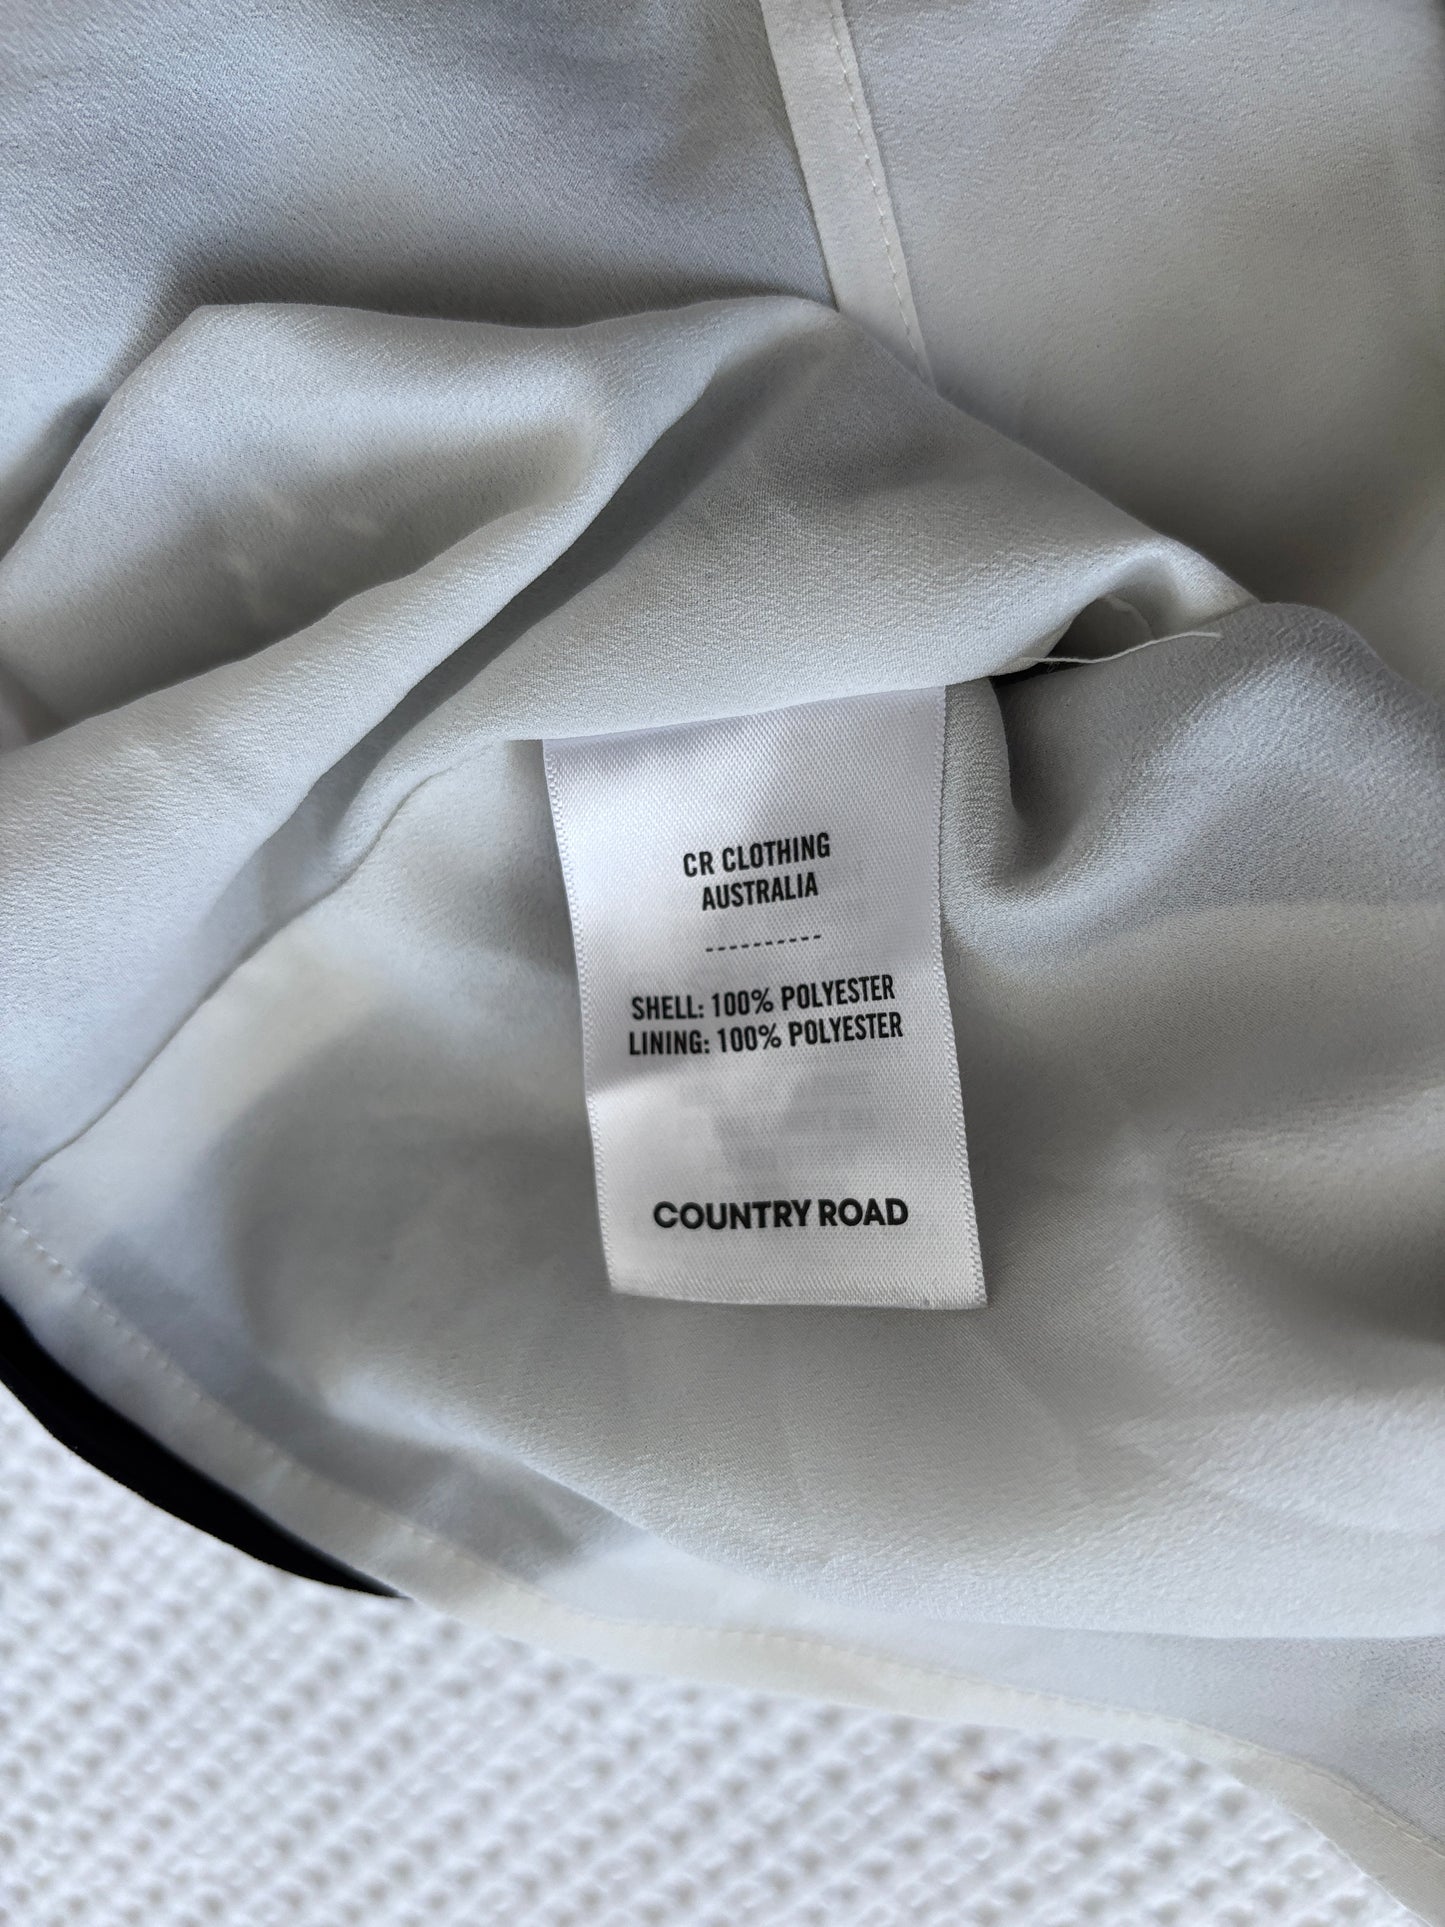 CR CLOTHING
AUSTRALIA
----------
SHELL: 100% POLYESTER
LINING: 100% POLYESTER
COUNTRY ROAD